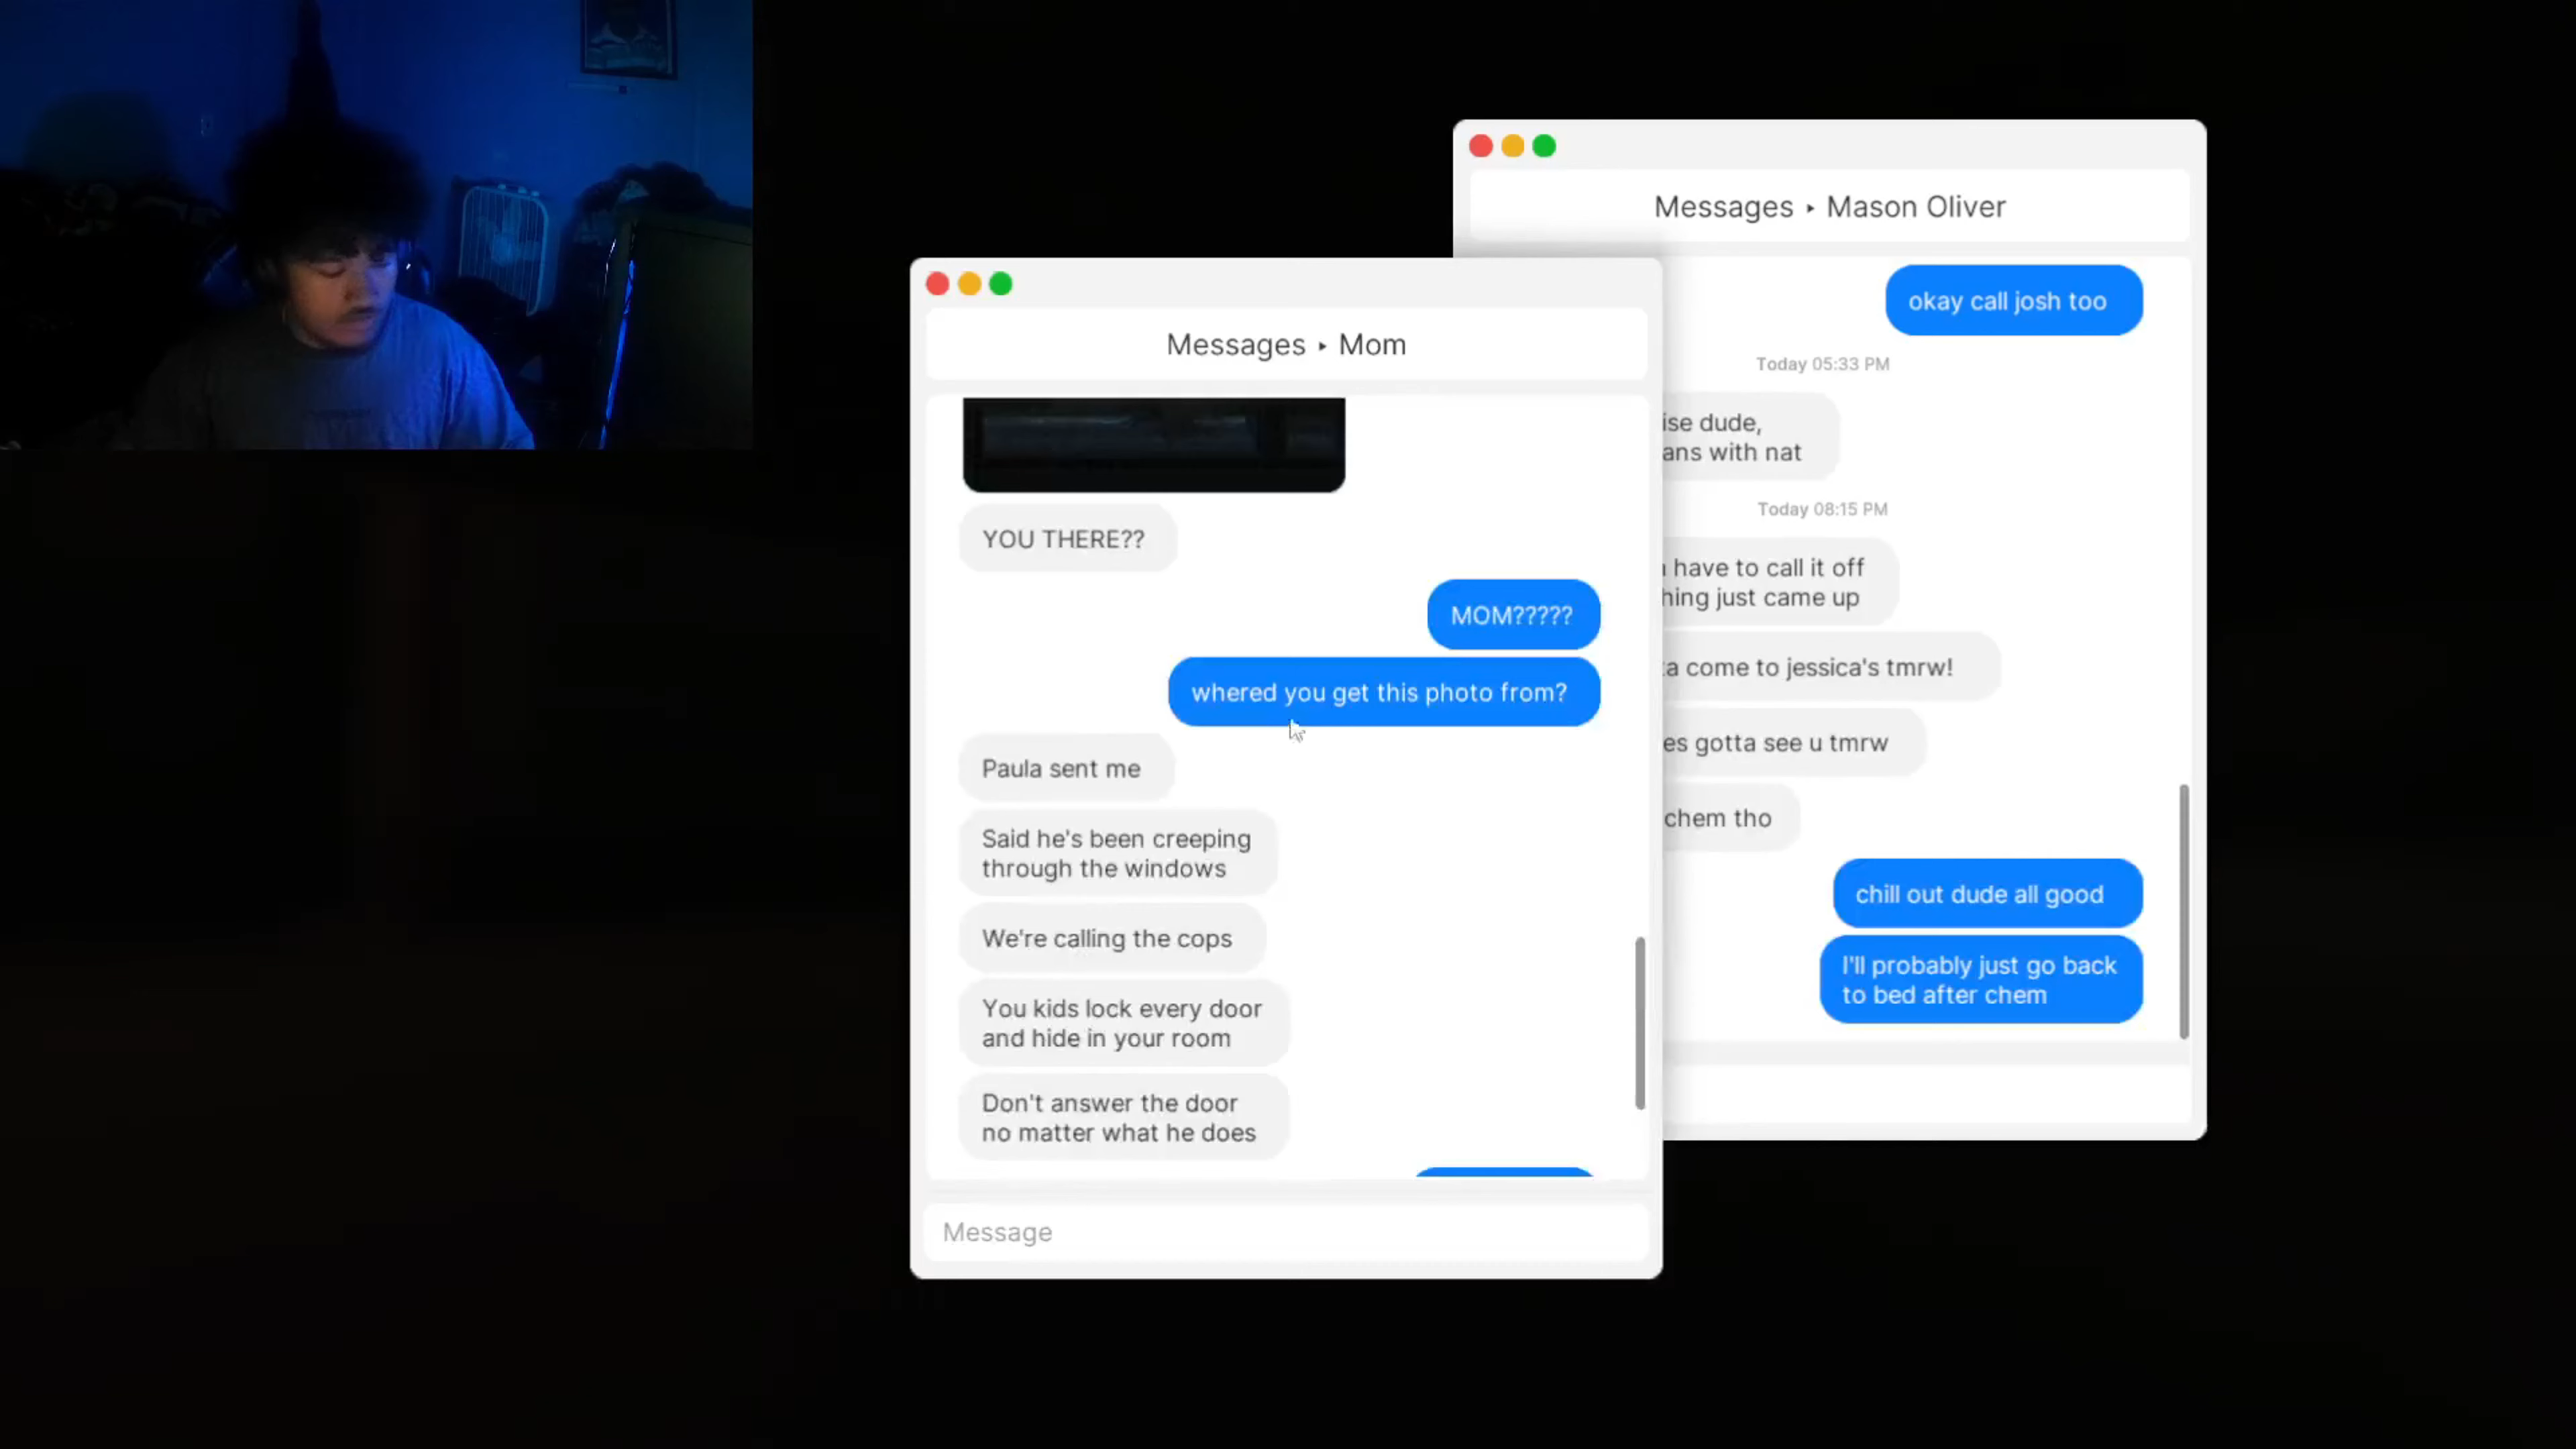 Messages ▸ Mom
YOU THERE??
MOM?????
whered you get this photo from?
Paula sent me
Said he's been creeping
through the windows
We're calling the cops
You kids lock every door
and hide in your room
Don't answer the door
no matter what he does
Message
Messages ▸ Mason Oliver
okay call josh too
Today 05:33 PM
ise dude,
ans with nat
Today 08:15 PM
have to call it off
hing just came up
a come to jessica's tmrw!
es gotta see u tmrw
chem tho
chill out dude all good
I'll probably just go back
to bed after chem